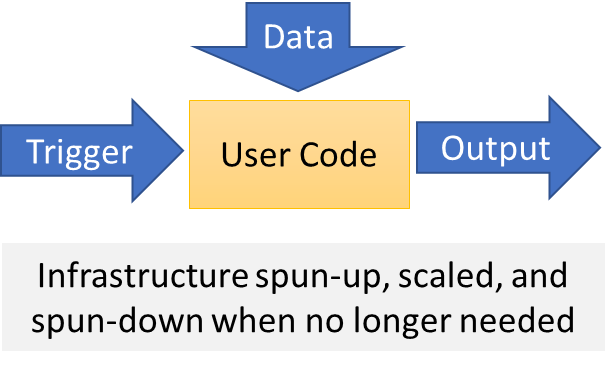 Data
Trigger
User Code
Output
Infrastructure spun-up, scaled, and
spun-down when no longer needed